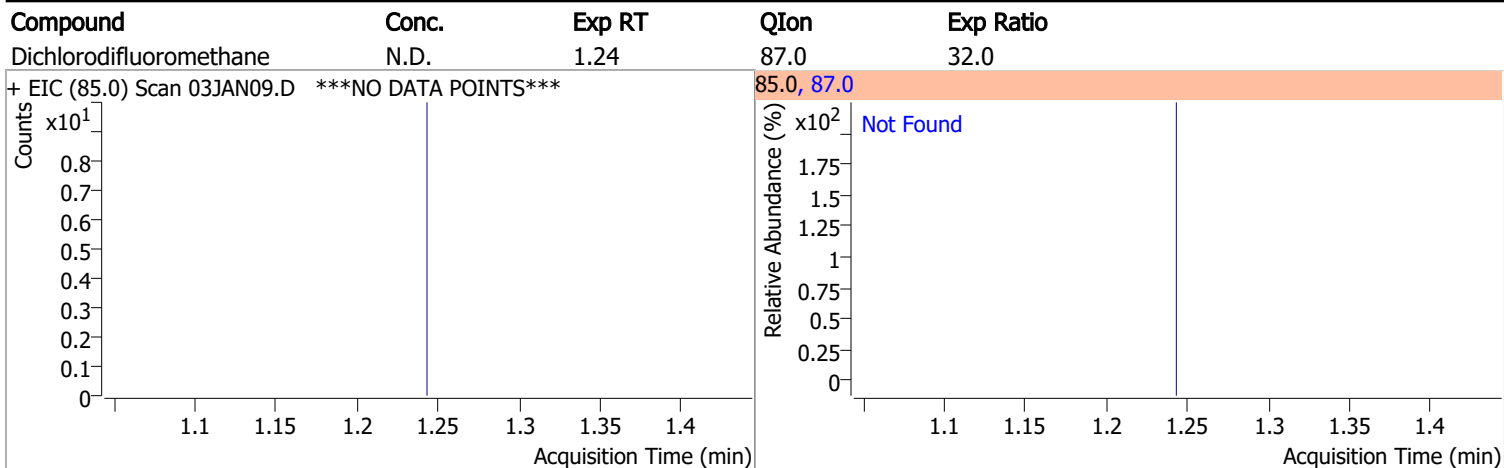 Compound Conc. Exp RT QIon Exp Ratio
Dichlorodifluoromethane N.D. 1.24 87.0 32.0
+ EIC (85.0) Scan 03JAN09.D ***NO DATA POINTS***
Counts
x10¹
0.8
0.7
0.6
0.5
0.4
0.3
0.2
0.1
0
1.1 1.15 1.2 1.25 1.3 1.35 1.4
Acquisition Time (min)
85.0, 87.0
Relative Abundance (%)
x10²
Not Found
1.75
1.5
1.25
1
0.75
0.5
0.25
0
1.1 1.15 1.2 1.25 1.3 1.35 1.4
Acquisition Time (min)